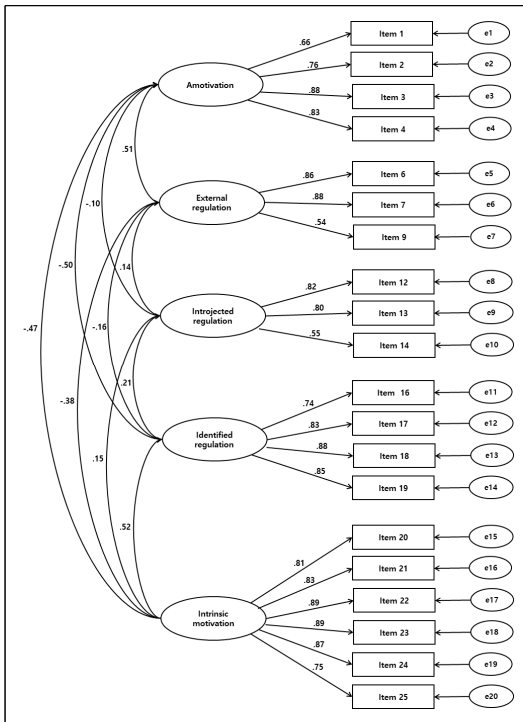 .66
Item 1
e1
.76
Item 2
e2
Amotivation
.88
Item 3
e3
.83
Item 4
e4
.51
.86
Item 6
e5
External
regulation
.88
Item 7
e6
.54
Item 9
e7
-.10
.14
-.50
.82
Item 12
e8
Introjected
regulation
.80
Item 13
e9
.55
Item 14
e10
-.47
-.16
.21
-.38
.74
Item 16
e11
Identified
regulation
.83
Item 17
e12
.88
Item 18
e13
.85
Item 19
e14
.15
.52
.81
Item 20
e15
.83
Item 21
e16
Intrinsic
motivation
.89
Item 22
e17
.89
Item 23
e18
.87
Item 24
e19
.75
Item 25
e20